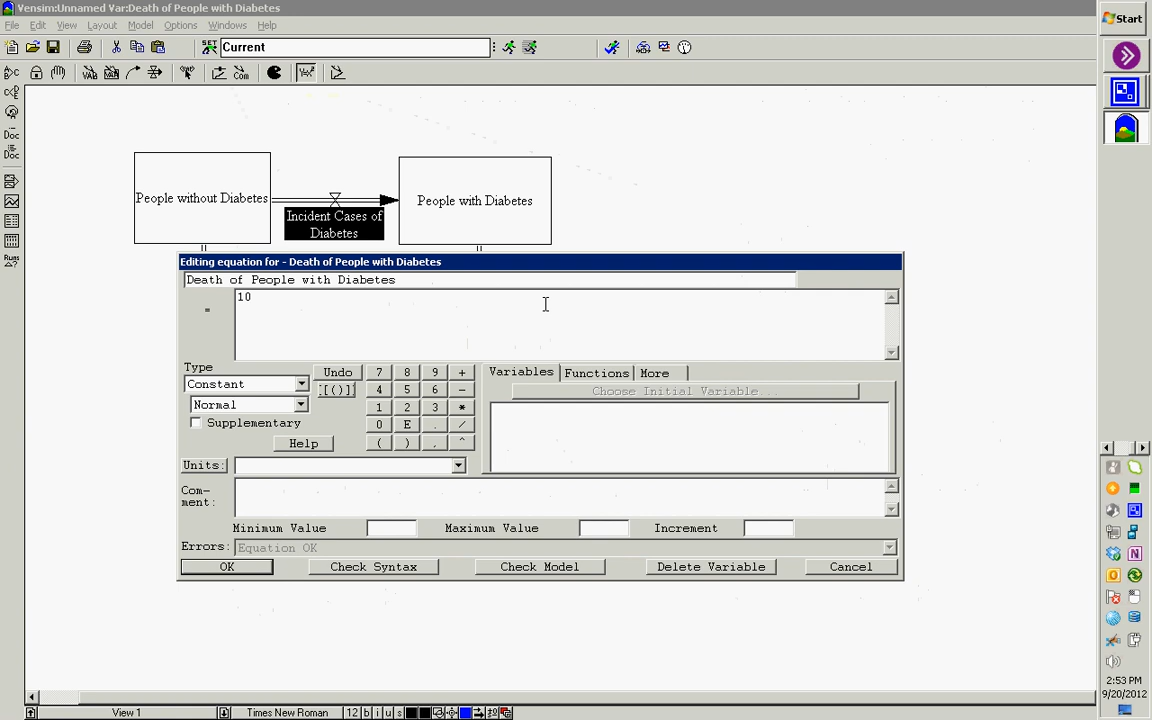 Vensim:Unnamed Var:Death of People with Diabetes
File Edit View Layout Model Options Windows Help
SET Current
Start
People without Diabetes
Incident Cases of
Diabetes
People with Diabetes
Editing equation for - Death of People with Diabetes
Death of People with Diabetes
=
10
Type
Constant
Normal
Supplementary
Help
Undo 7 8 9 +
{[()]} 4 5 6 -
1 2 3 *
0 E . /
( ) , ^
Variables Functions More
Choose Initial Variable...
Units:
Com-
ment:
Minimum Value Maximum Value Increment
Errors: Equation OK
OK Check Syntax Check Model Delete Variable Cancel
Doc
Doc
Runs
2:53 PM
9/20/2012
View 1 Times New Roman 12 b i u s